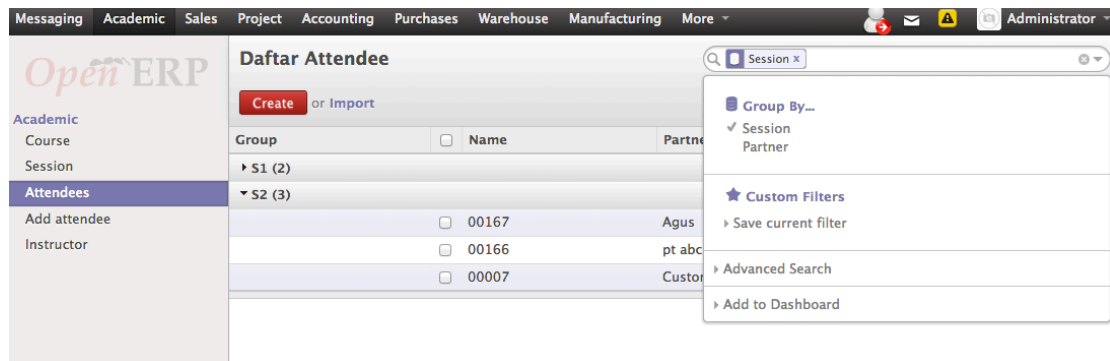 Messaging Academic Sales Project Accounting Purchases Warehouse Manufacturing More Administrator
Open ERP
Daftar Attendee
Session x
Create or Import
Academic
Course
Session
Attendees
Add attendee
Instructor
Group Name Partne
S1 (2)
S2 (3)
00167 Agus
00166 pt abc
00007 Custor
Group By...
Session
Partner
Custom Filters
Save current filter
Advanced Search
Add to Dashboard